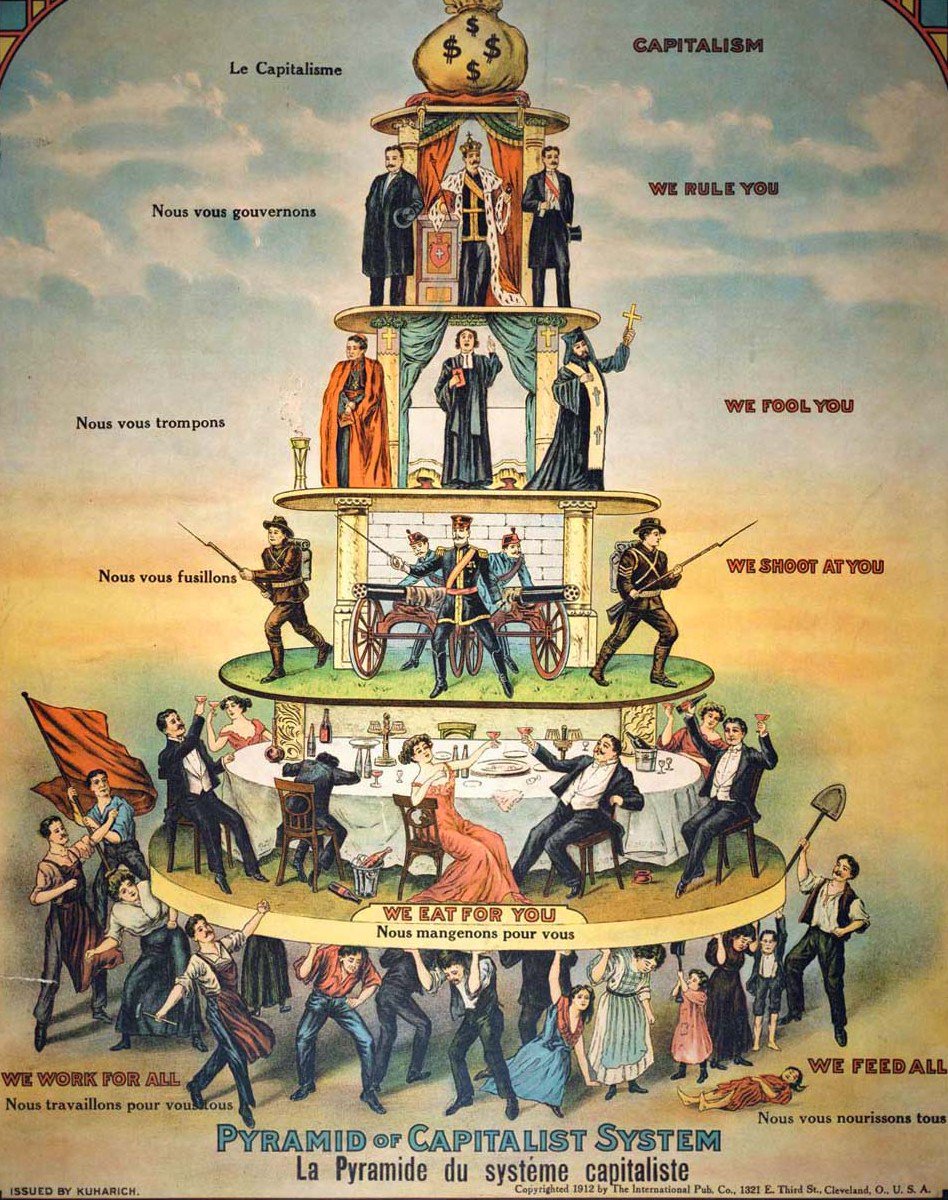 $ $ $ $
CAPITALISM
Le Capitalisme
WE RULE YOU
Nous vous gouvernons
WE FOOL YOU
Nous vous trompons
WE SHOOT AT YOU
Nous vous fusillons
WE EAT FOR YOU
Nous mangenons pour vous
WE WORK FOR ALL
Nous travaillons pour vous tous
WE FEED ALL
Nous vous nourissons tous
PYRAMID OF CAPITALIST SYSTEM
La Pyramide du système capitaliste
ISSUED BY KUHARICH.
Copyrighted 1912 by The International Pub. Co., 1321 E. Third St., Cleveland, O., U. S. A.